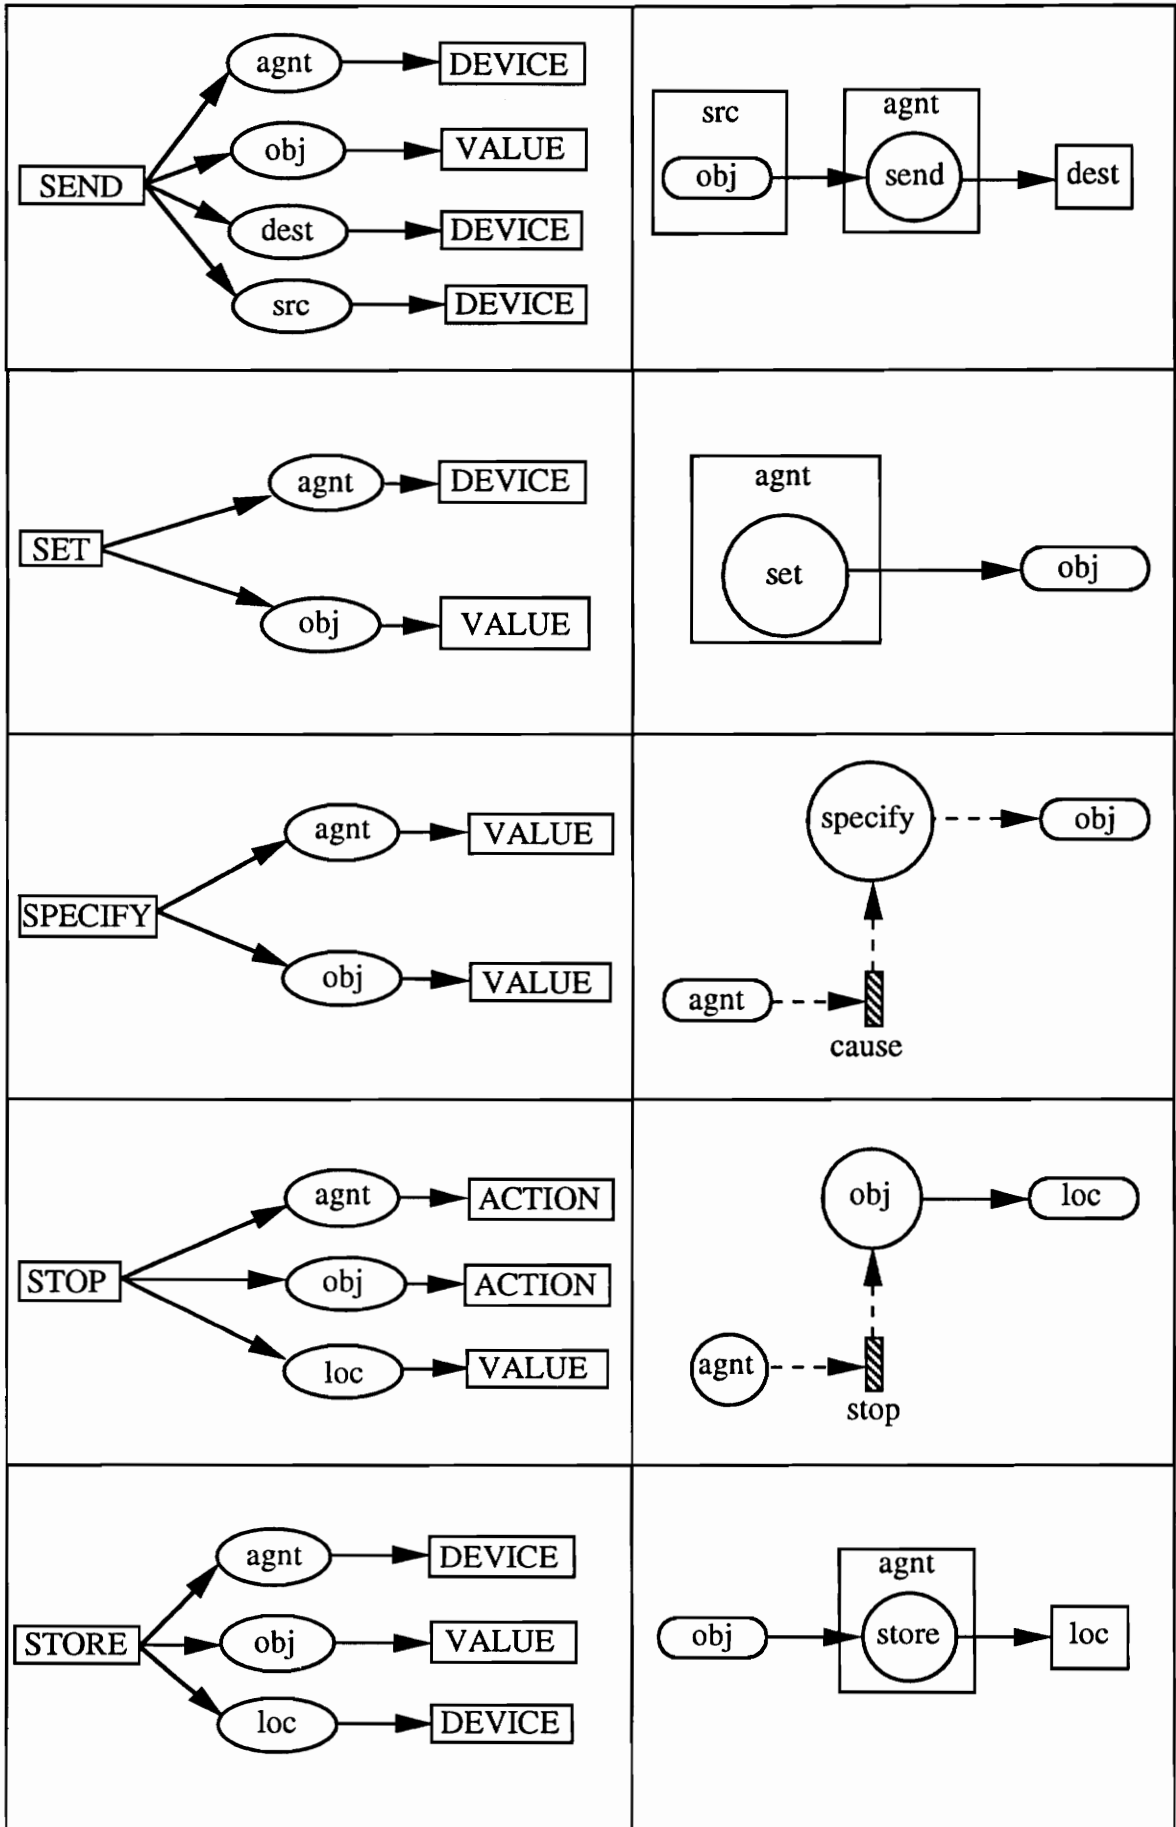 agnt DEVICE
obj VALUE
SEND
dest DEVICE
src DEVICE
src agnt
obj send dest
agnt DEVICE
SET
obj VALUE
agnt
set obj
agnt VALUE
SPECIFY
obj VALUE
specify obj
agnt
cause
agnt ACTION
STOP obj ACTION
loc VALUE
obj loc
agnt
stop
agnt DEVICE
STORE obj VALUE
loc DEVICE
agnt
obj store loc